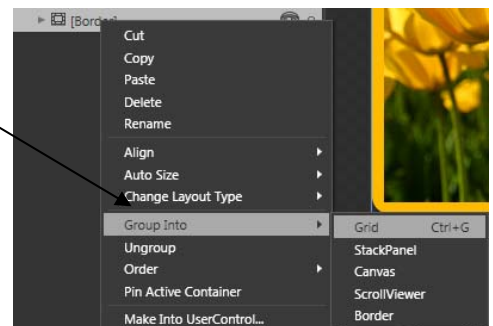 [Border]
Cut
Copy
Paste
Delete
Rename
Align
Auto Size
Change Layout Type
Group Into
Ungroup
Order
Pin Active Container
Make Into UserControl...
Grid Ctrl+G
StackPanel
Canvas
ScrollViewer
Border